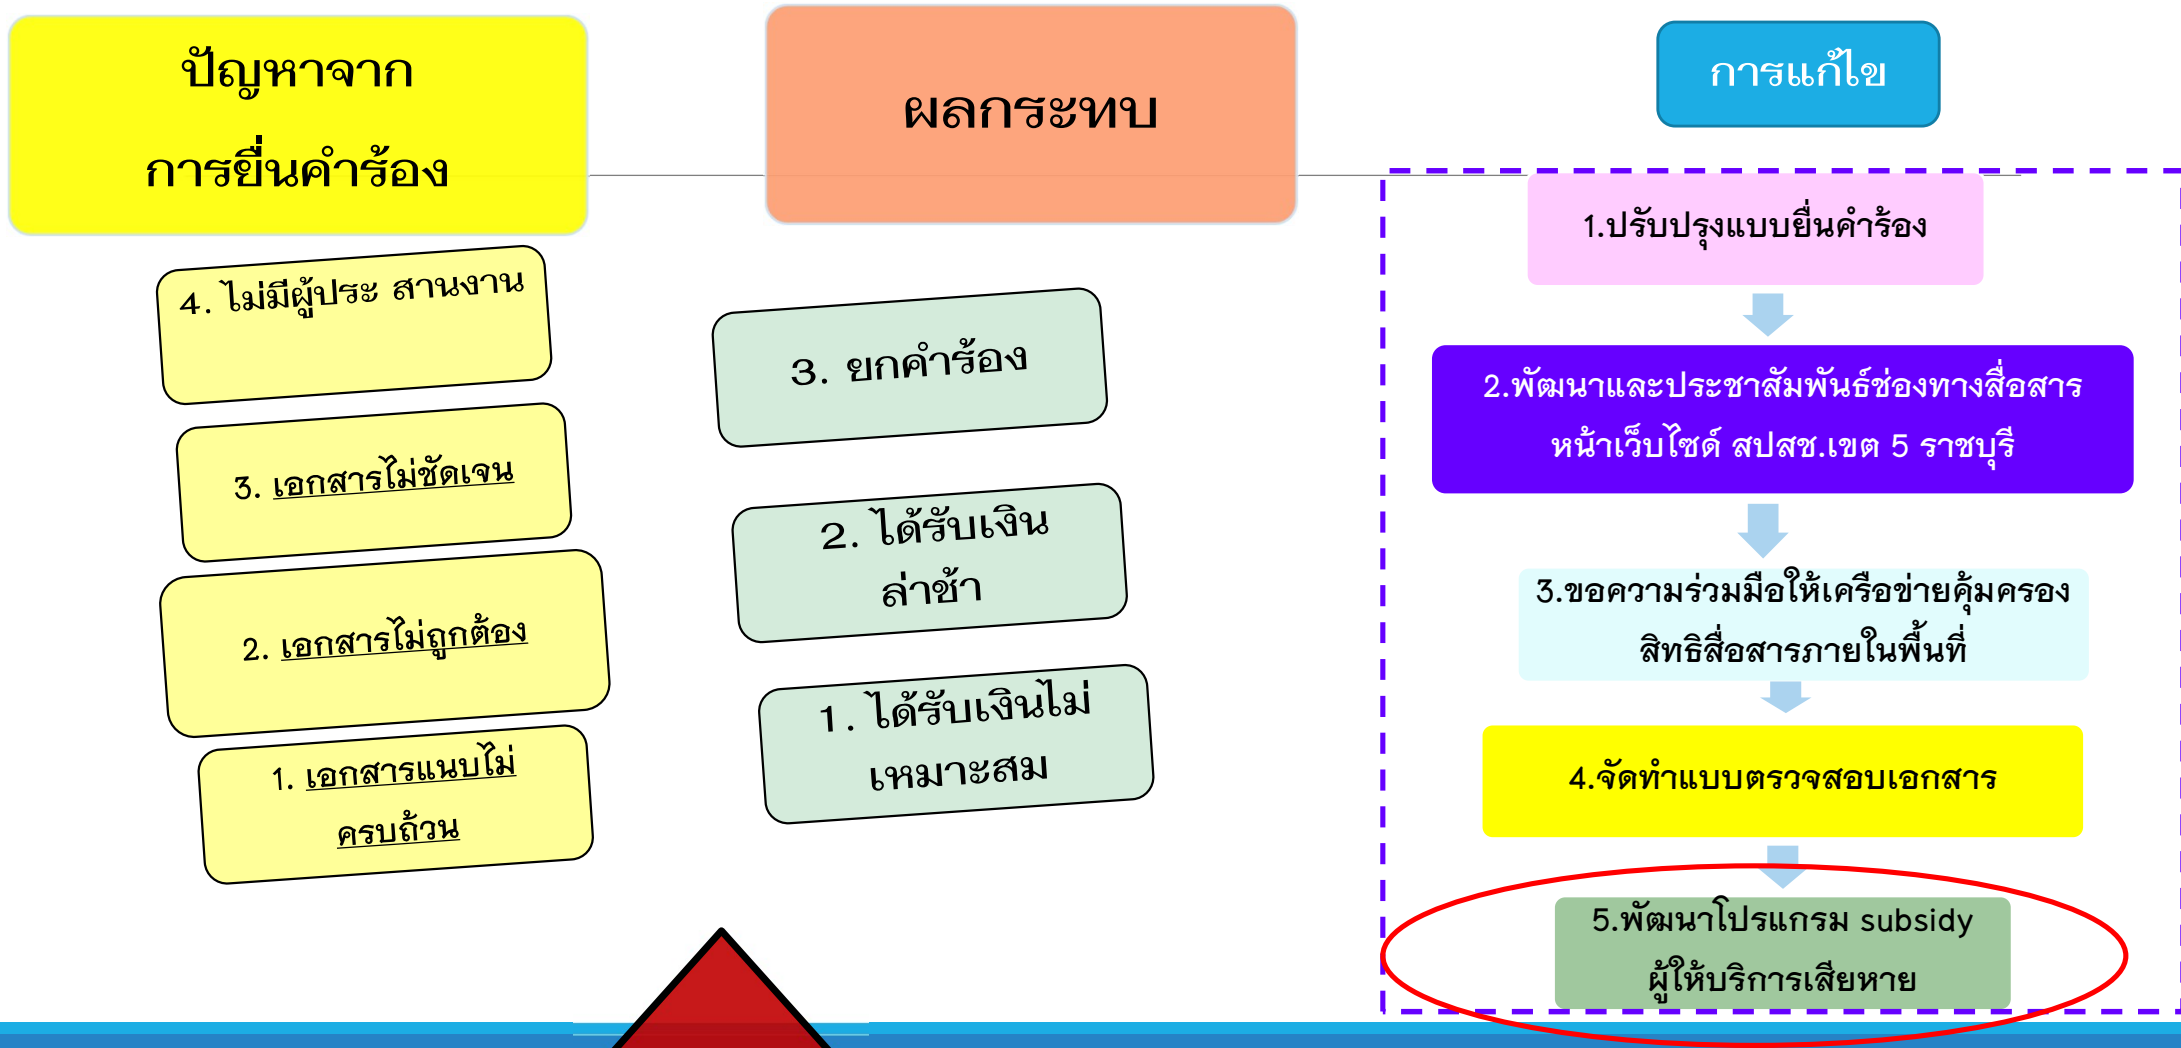 ปัญหาจาก
การยื่นคำร้อง
4. ไม่มีผู้ประ สานงาน
3. เอกสารไม่ชัดเจน
2. เอกสารไม่ถูกต้อง
1. เอกสารแนบไม่
ครบถ้วน
ผลกระทบ
3. ยกคำร้อง
2. ได้รับเงิน
ล่าช้า
1. ได้รับเงินไม่
เหมาะสม
การแก้ไข
1.ปรับปรุงแบบยื่นคำร้อง
2.พัฒนาและประชาสัมพันธ์ช่องทางสื่อสาร
หน้าเว็บไซด์ สปสช.เขต 5 ราชบุรี
3.ขอความร่วมมือให้เครือข่ายคุ้มครอง
สิทธิสื่อสารภายในพื้นที่
4.จัดทำแบบตรวจสอบเอกสาร
5.พัฒนาโปรแกรม subsidy
ผู้ให้บริการเสียหาย